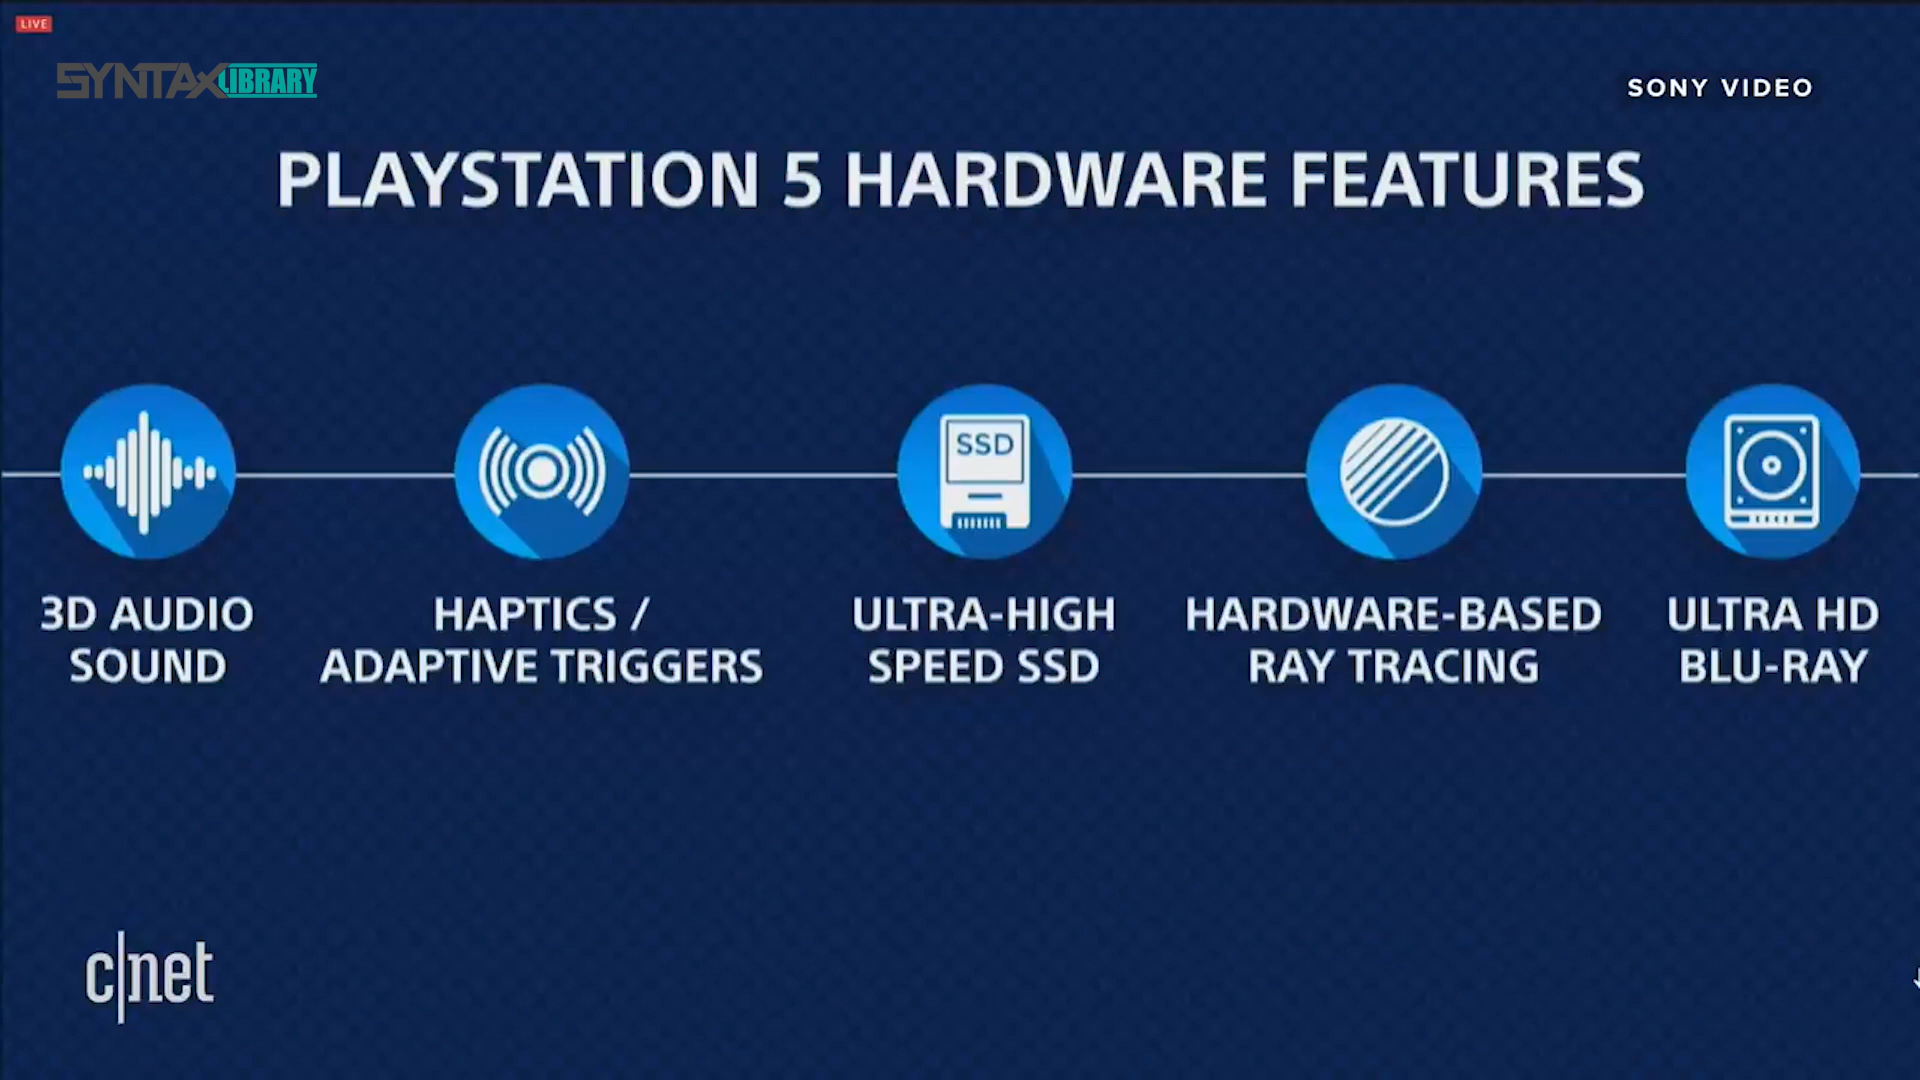 LIVE
SYNTAX LIBRARY
SONY VIDEO
PLAYSTATION 5 HARDWARE FEATURES
SSD
3D AUDIO
SOUND
HAPTICS /
ADAPTIVE TRIGGERS
ULTRA-HIGH
SPEED SSD
HARDWARE-BASED
RAY TRACING
ULTRA HD
BLU-RAY
c|net